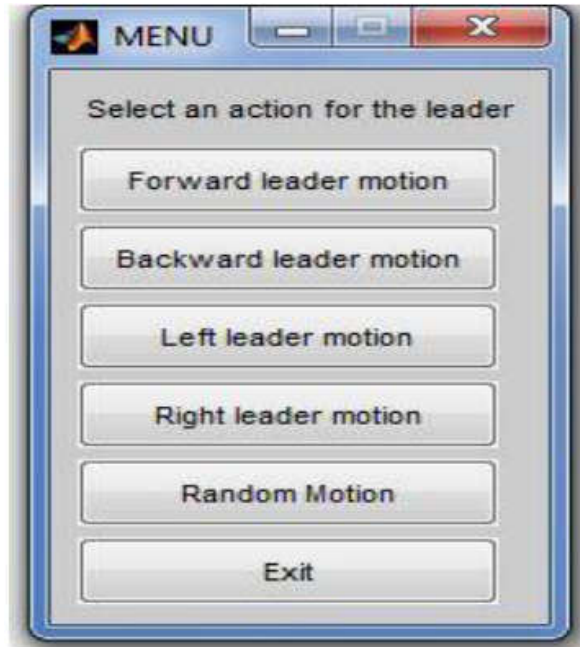 MENU
Select an action for the leader
Forward leader motion
Backward leader motion
Left leader motion
Right leader motion
Random Motion
Exit